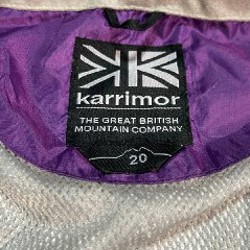 karrimor
THE GREAT BRITISH
MOUNTAIN COMPANY
20